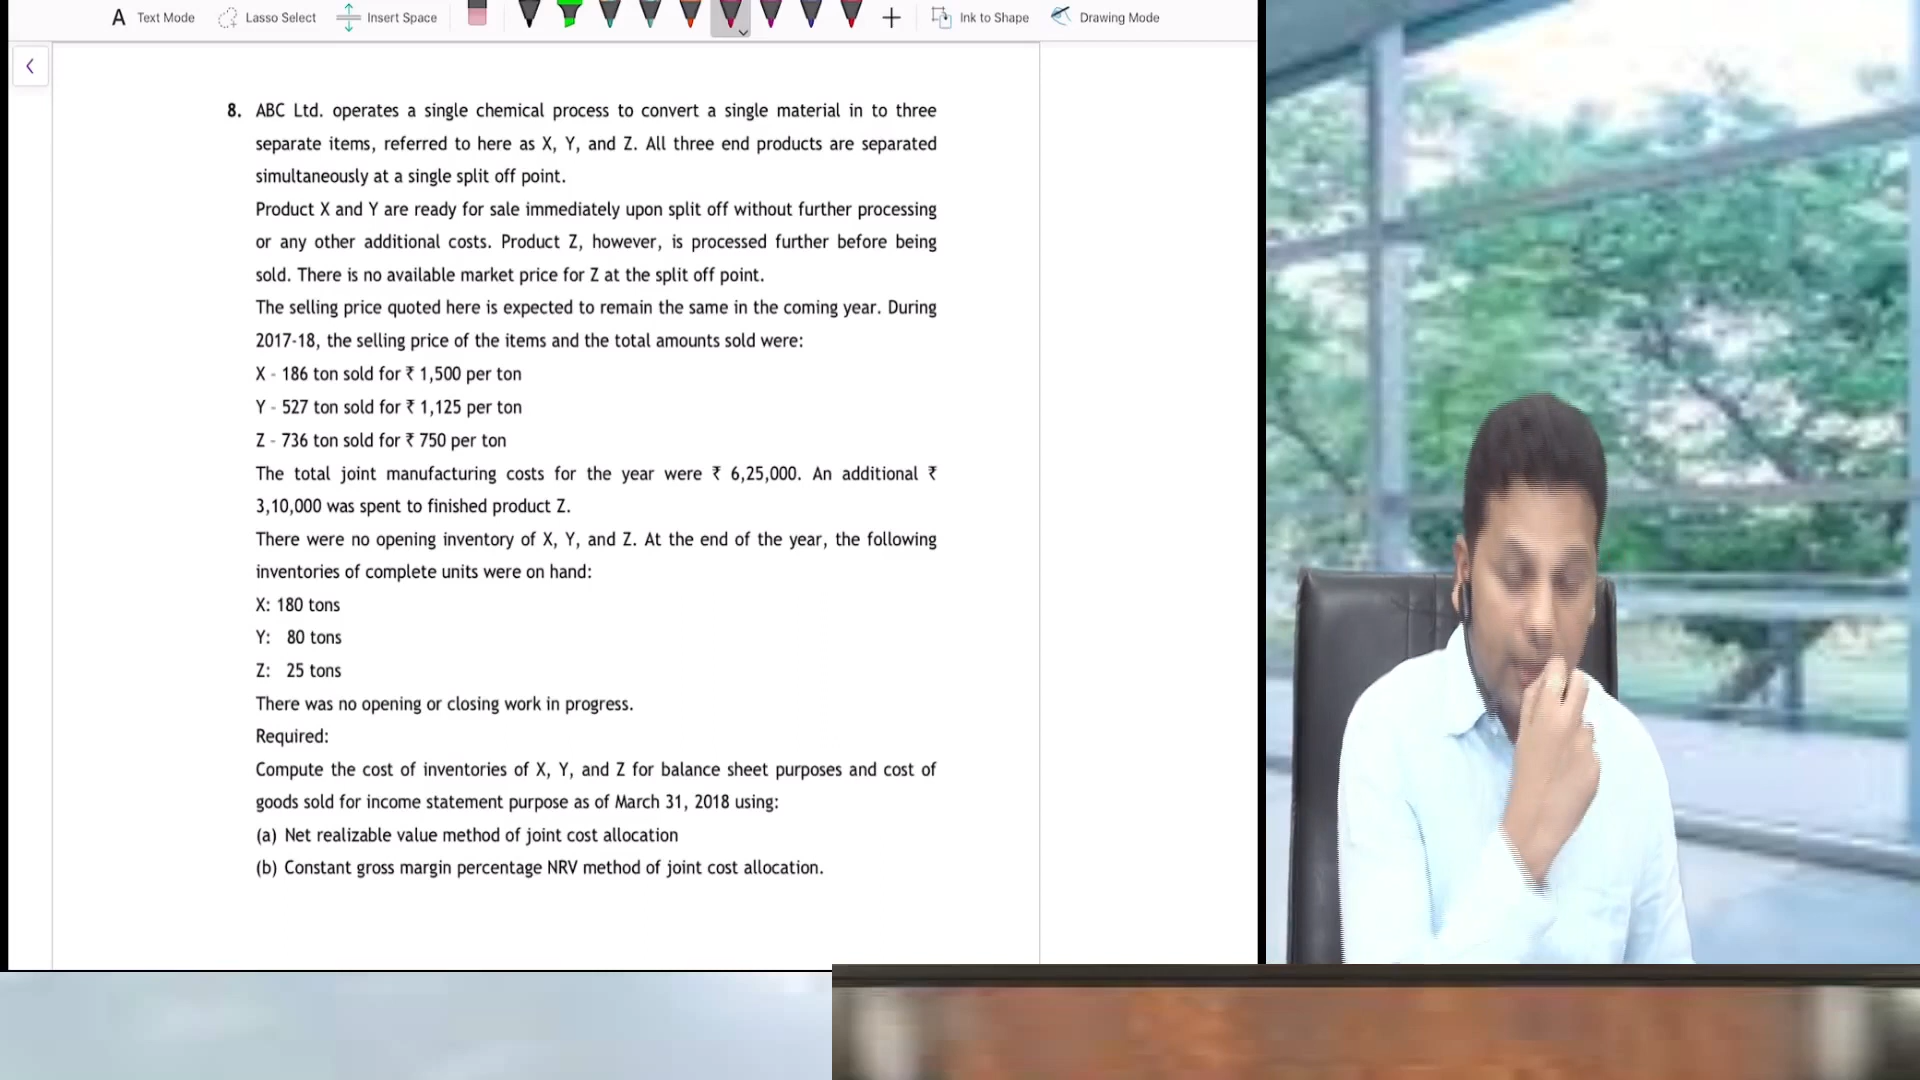 A Text Mode Lasso Select Insert Space Ink to Shape Drawing Mode
8. ABC Ltd. operates a single chemical process to convert a single material in to three
separate items, referred to here as X, Y, and Z. All three end products are separated
simultaneously at a single split off point.
Product X and Y are ready for sale immediately upon split off without further processing
or any other additional costs. Product Z, however, is processed further before being
sold. There is no available market price for Z at the split off point.
The selling price quoted here is expected to remain the same in the coming year. During
2017-18, the selling price of the items and the total amounts sold were:
X - 186 ton sold for ₹ 1,500 per ton
Y - 527 ton sold for ₹ 1,125 per ton
Z - 736 ton sold for ₹ 750 per ton
The total joint manufacturing costs for the year were ₹ 6,25,000. An additional ₹
3,10,000 was spent to finished product Z.
There were no opening inventory of X, Y, and Z. At the end of the year, the following
inventories of complete units were on hand:
X: 180 tons
Y: 80 tons
Z: 25 tons
There was no opening or closing work in progress.
Required:
Compute the cost of inventories of X, Y, and Z for balance sheet purposes and cost of
goods sold for income statement purpose as of March 31, 2018 using:
(a) Net realizable value method of joint cost allocation
(b) Constant gross margin percentage NRV method of joint cost allocation.